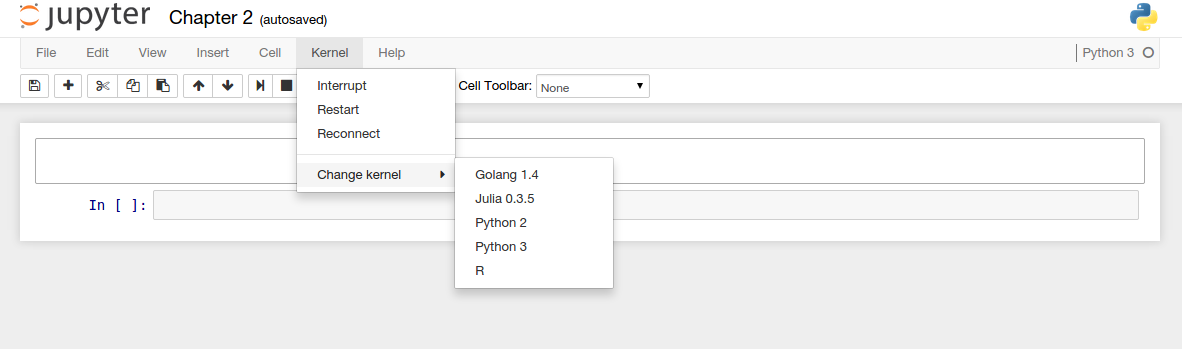 jupyter Chapter 2 (autosaved)
File Edit View Insert Cell Kernel Help Python 3
Cell Toolbar: None
Interrupt
Restart
Reconnect
Change kernel
Golang 1.4
Julia 0.3.5
Python 2
Python 3
R
In [ ]: